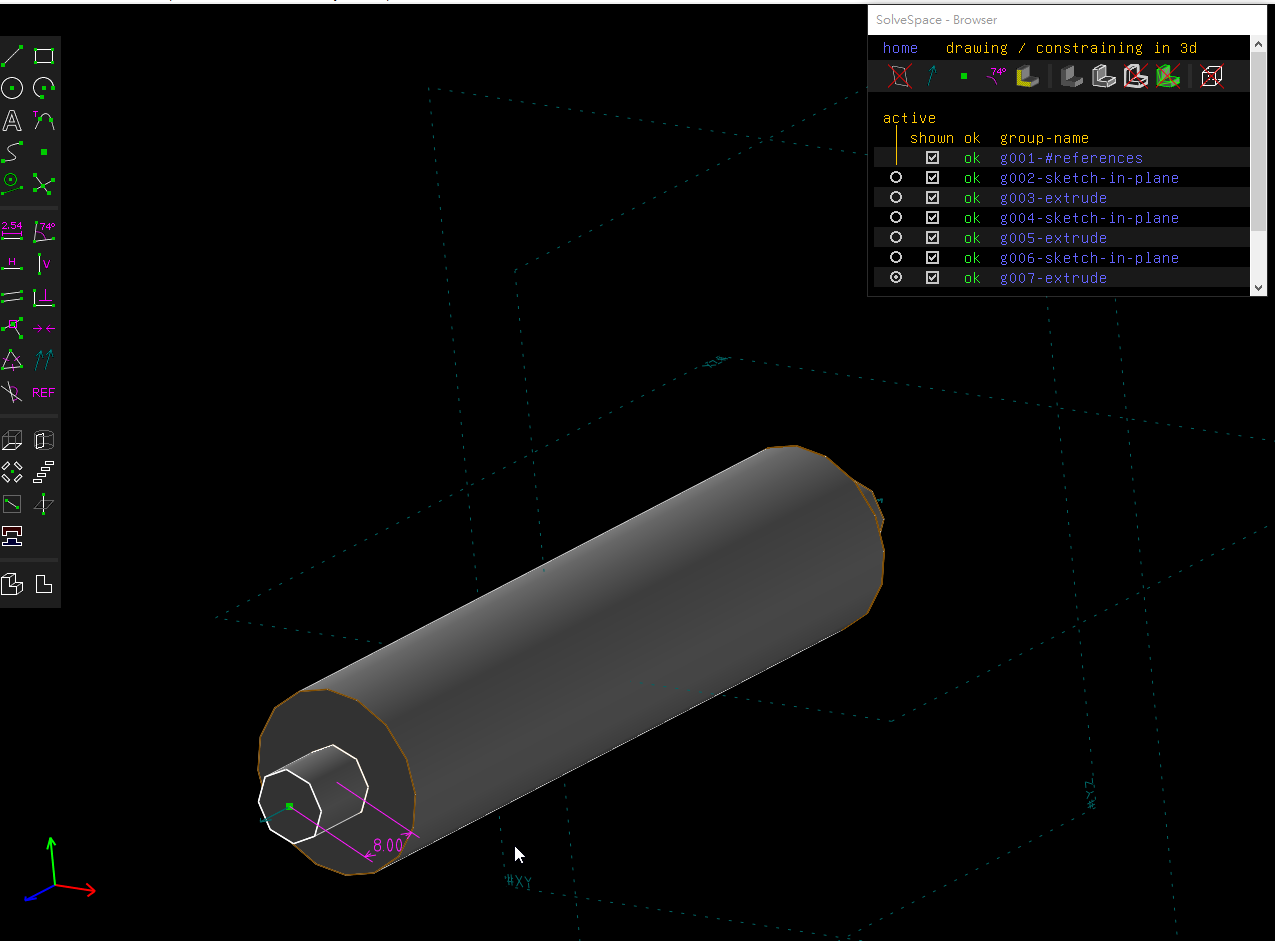 SolveSpace - Browser
home drawing / constraining in 3d
74°
active
shown ok group-name
ok g001-#references
ok g002-sketch-in-plane
ok g003-extrude
ok g004-sketch-in-plane
ok g005-extrude
ok g006-sketch-in-plane
ok g007-extrude
A T
2.54 74°
H V
REF
8.00
#XY
#YZ